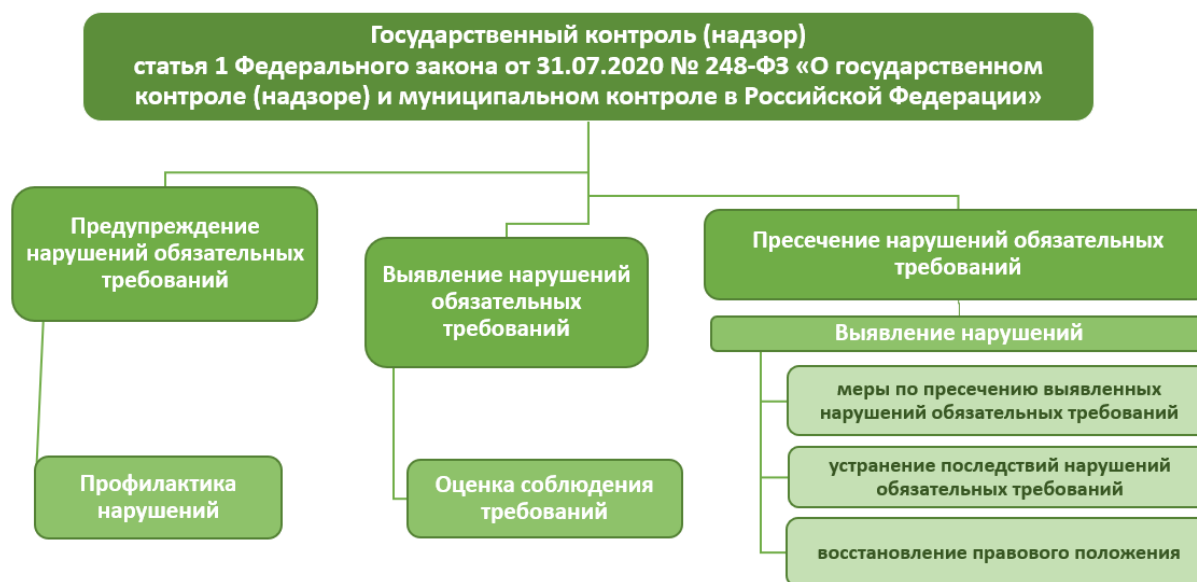 Государственный контроль (надзор)
статья 1 Федерального закона от 31.07.2020 № 248-ФЗ «О государственном
контроле (надзоре) и муниципальном контроле в Российской Федерации»
Предупреждение
нарушений обязательных
требований
Профилактика
нарушений
Выявление нарушений
обязательных
требований
Оценка соблюдения
требований
Пресечение нарушений обязательных
требований
Выявление нарушений
меры по пресечению выявленных
нарушений обязательных требований
устранение последствий нарушений
обязательных требований
восстановление правового положения